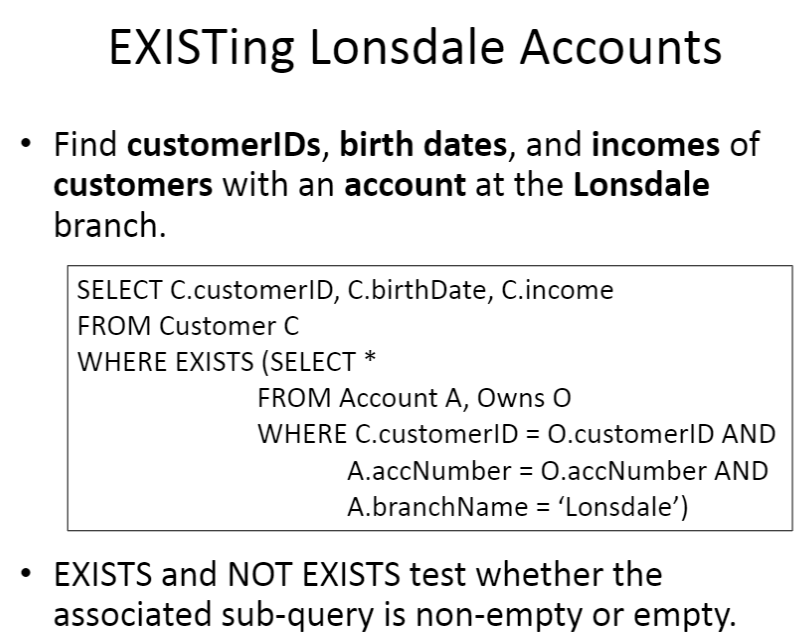 EXISTing Lonsdale Accounts
• Find customerIDs, birth dates, and incomes of
customers with an account at the Lonsdale
branch.
SELECT C.customerID, C.birthDate, C.income
FROM Customer C
WHERE EXISTS (SELECT *
FROM Account A, Owns O
WHERE C.customerID = O.customerID AND
A.accNumber = O.accNumber AND
A.branchName = ‘Lonsdale’)
• EXISTS and NOT EXISTS test whether the
associated sub-query is non-empty or empty.